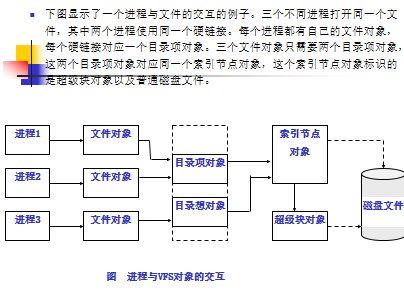 下图显示了一个进程与文件的交互的例子。三个不同进程打开同一个文
件，其中两个进程使用同一个硬链接。每个进程都有自己的文件对象，
每个硬链接对应一个目录项对象。三个文件对象只需要两个目录项对象，
这两个目录项对象对应同一个索引节点对象，这个索引节点对象标识的
是超级块对象以及普通磁盘文件。
进程1
文件对象
索引节点
对象
目录项对象
进程2
文件对象
目录想对象
磁盘文件
进程3
文件对象
超级块对象
图 进程与VFS对象的交互